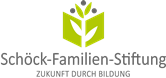 Schöck-Familien-Stiftung
ZUKUNFT DURCH BILDUNG